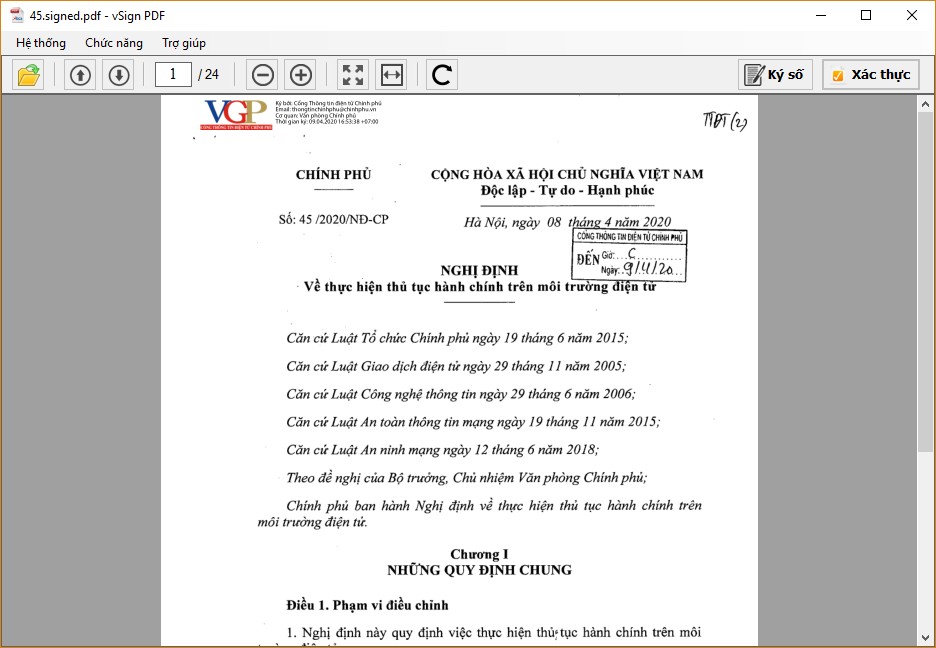 45.signed.pdf - vSign PDF
Hệ thống Chức năng Trợ giúp
1 / 24 Ký số Xác thực
VGP
CỔNG THÔNG TIN ĐIỆN TỬ CHÍNH PHỦ
Ký bởi: Cổng Thông tin điện tử Chính phủ
Email: thongtinchinhphu@chinhphu.vn
Cơ quan: Văn phòng Chính phủ
Thời gian ký: 09.04.2020 16:53:38 +07:00
TTĐT (2)
CHÍNH PHỦ
CỘNG HÒA XÃ HỘI CHỦ NGHĨA VIỆT NAM
Độc lập - Tự do - Hạnh phúc
Số: 45 /2020/NĐ-CP
Hà Nội, ngày 08 tháng 4 năm 2020
CỔNG THÔNG TIN ĐIỆN TỬ CHÍNH PHỦ
ĐẾN Giờ: ...C...........
Ngày: .9/4/20...
NGHỊ ĐỊNH
Về thực hiện thủ tục hành chính trên môi trường điện tử
Căn cứ Luật Tổ chức Chính phủ ngày 19 tháng 6 năm 2015;
Căn cứ Luật Giao dịch điện tử ngày 29 tháng 11 năm 2005;
Căn cứ Luật Công nghệ thông tin ngày 29 tháng 6 năm 2006;
Căn cứ Luật An toàn thông tin mạng ngày 19 tháng 11 năm 2015;
Căn cứ Luật An ninh mạng ngày 12 tháng 6 năm 2018;
Theo đề nghị của Bộ trưởng, Chủ nhiệm Văn phòng Chính phủ;
Chính phủ ban hành Nghị định về thực hiện thủ tục hành chính trên
môi trường điện tử.
Chương I
NHỮNG QUY ĐỊNH CHUNG
Điều 1. Phạm vi điều chỉnh
1. Nghị định này quy định việc thực hiện thủ tục hành chính trên môi